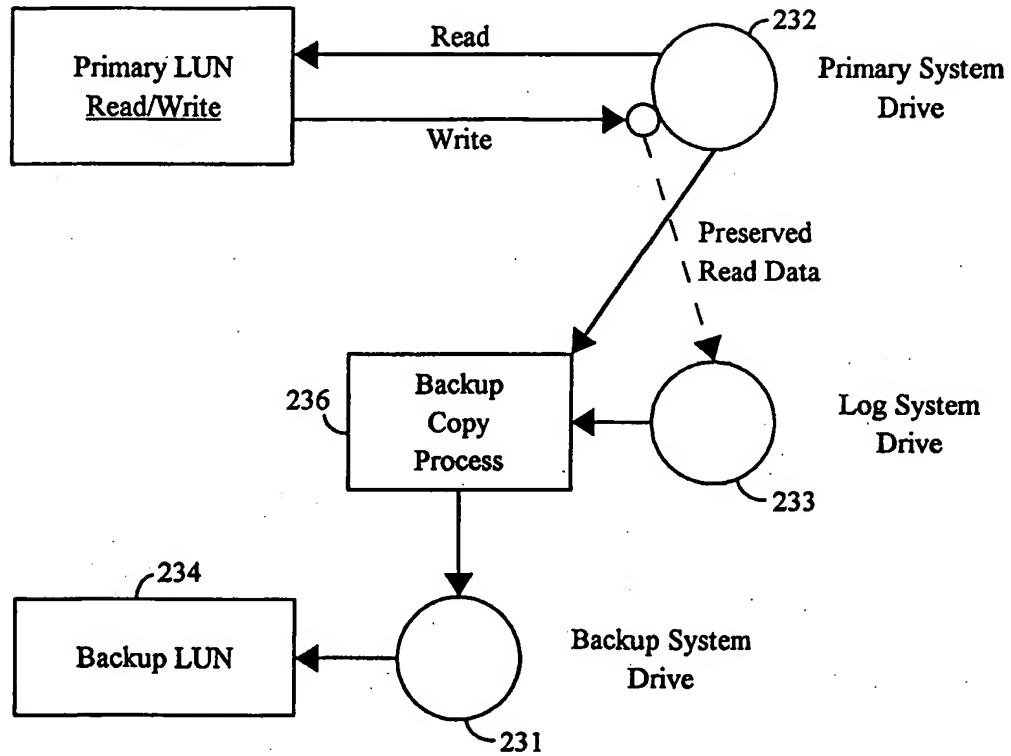 232
Read
Primary LUN
Read/Write
Primary System
Drive
Write
Preserved
Read Data
Backup
Copy
Process
236
Log System
Drive
233
234
Backup LUN
Backup System
Drive
231